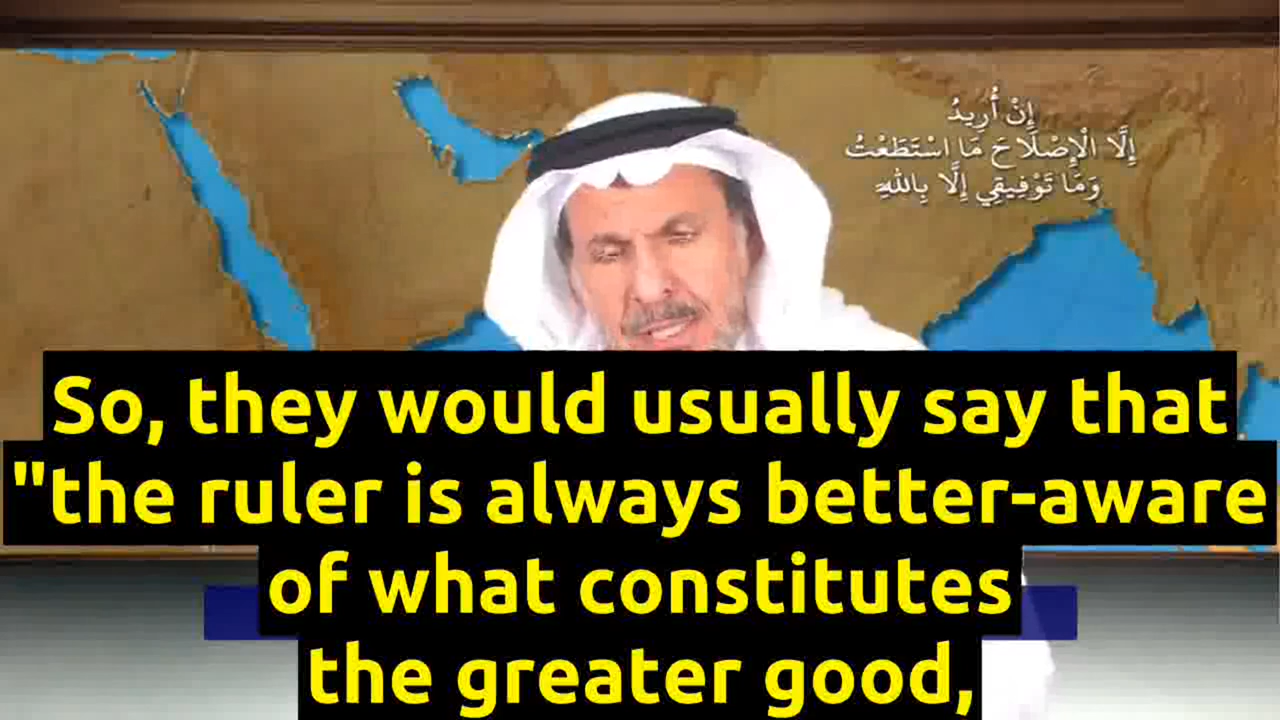 إِنْ أُرِيدُ
إِلَّا الْإِصْلَاحَ مَا اسْتَطَعْتُ
وَمَا تَوْفِيقِي إِلَّا بِاللَّهِ
So, they would usually say that
"the ruler is always better-aware
of what constitutes
the greater good,